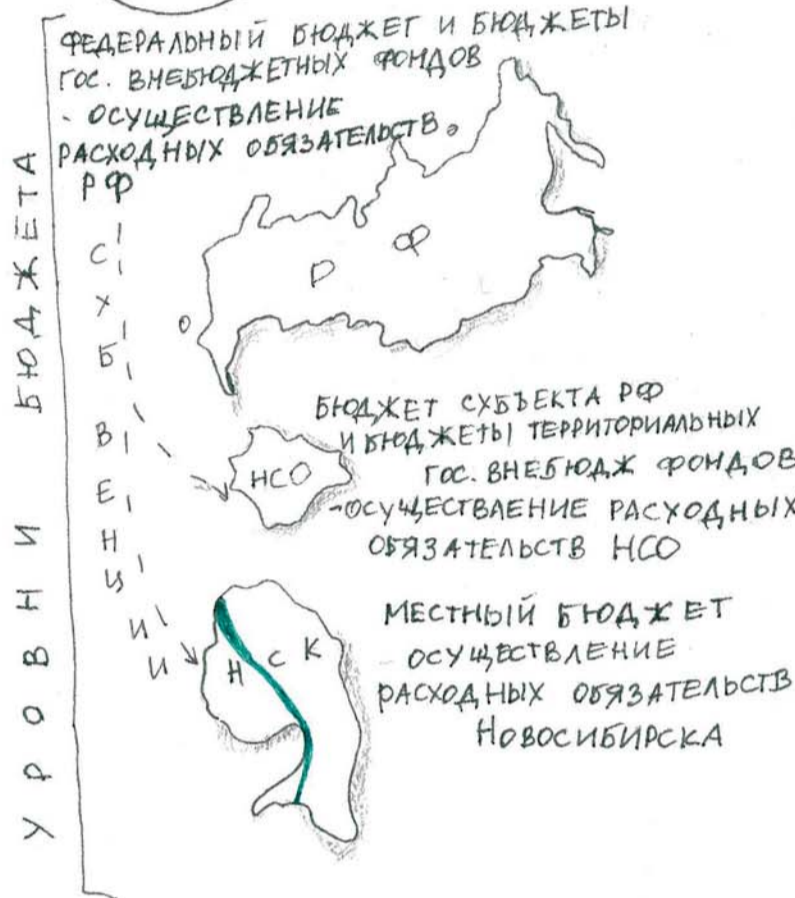 ФЕДЕРАЛЬНЫЙ БЮДЖЕТ И БЮДЖЕТЫ
ГОС. ВНЕБЮДЖЕТНЫХ ФОНДОВ
- ОСУЩЕСТВЛЕНИЕ
РАСХОДНЫХ ОБЯЗАТЕЛЬСТВ
РФ
УРОВНИ БЮДЖЕТА
СУБВЕНЦИИ
РФ
БЮДЖЕТ СУБЪЕКТА РФ
И БЮДЖЕТЫ ТЕРРИТОРИАЛЬНЫХ
ГОС. ВНЕБЮДЖ ФОНДОВ
-ОСУЩЕСТВЛЕНИЕ РАСХОДНЫХ
ОБЯЗАТЕЛЬСТВ НСО
НСО
МЕСТНЫЙ БЮДЖЕТ
- ОСУЩЕСТВЛЕНИЕ
РАСХОДНЫХ ОБЯЗАТЕЛЬСТВ
НОВОСИБИРСКА
НСК